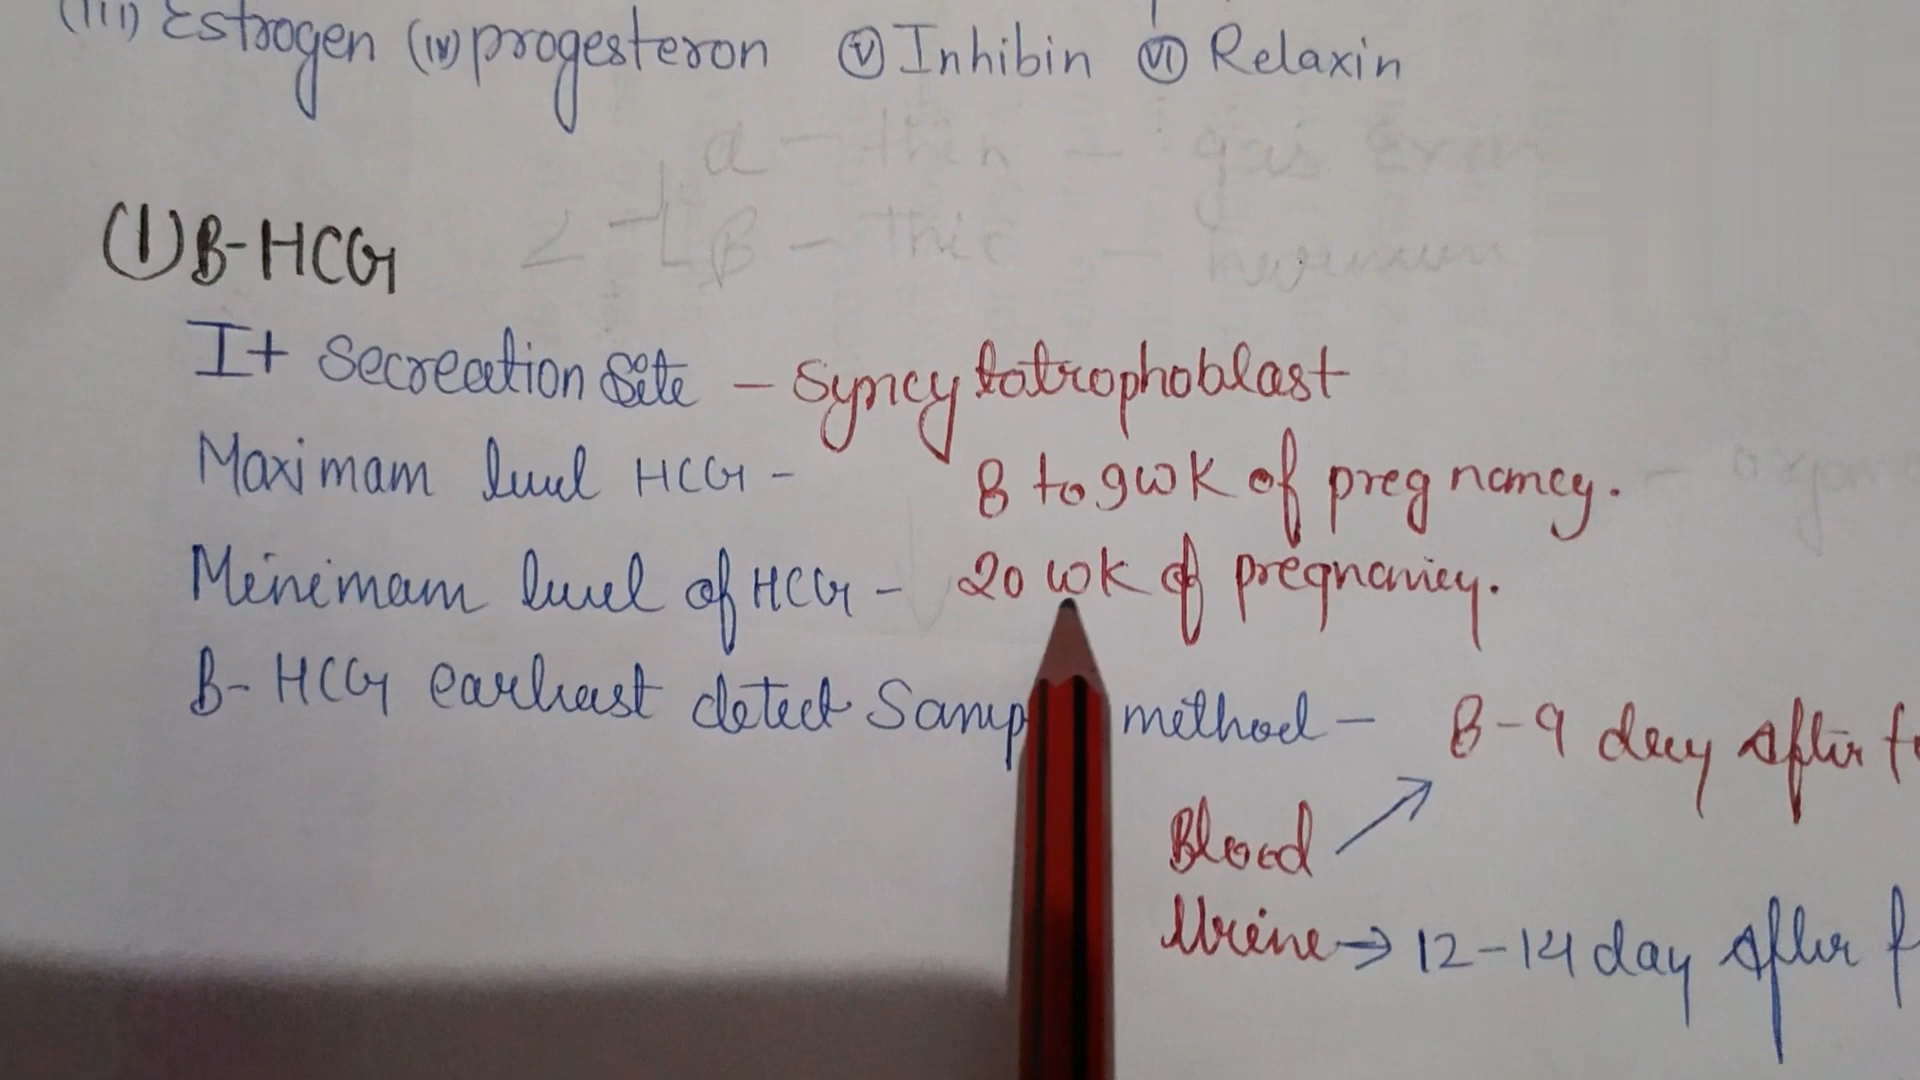 (iii) Estrogen (iv) progesteron (v) Inhibin (vi) Relaxin
(1) B-HCG
It Secreation Site - Syncytotrophoblast
Maximam level HCG - 8 to 9 wk of pregnancy.
Minimam level of HCG - 20 wk of pregnancy.
B-HCG earliest detect method - 8-9 day After
Blood
Urine → 12-14 day After